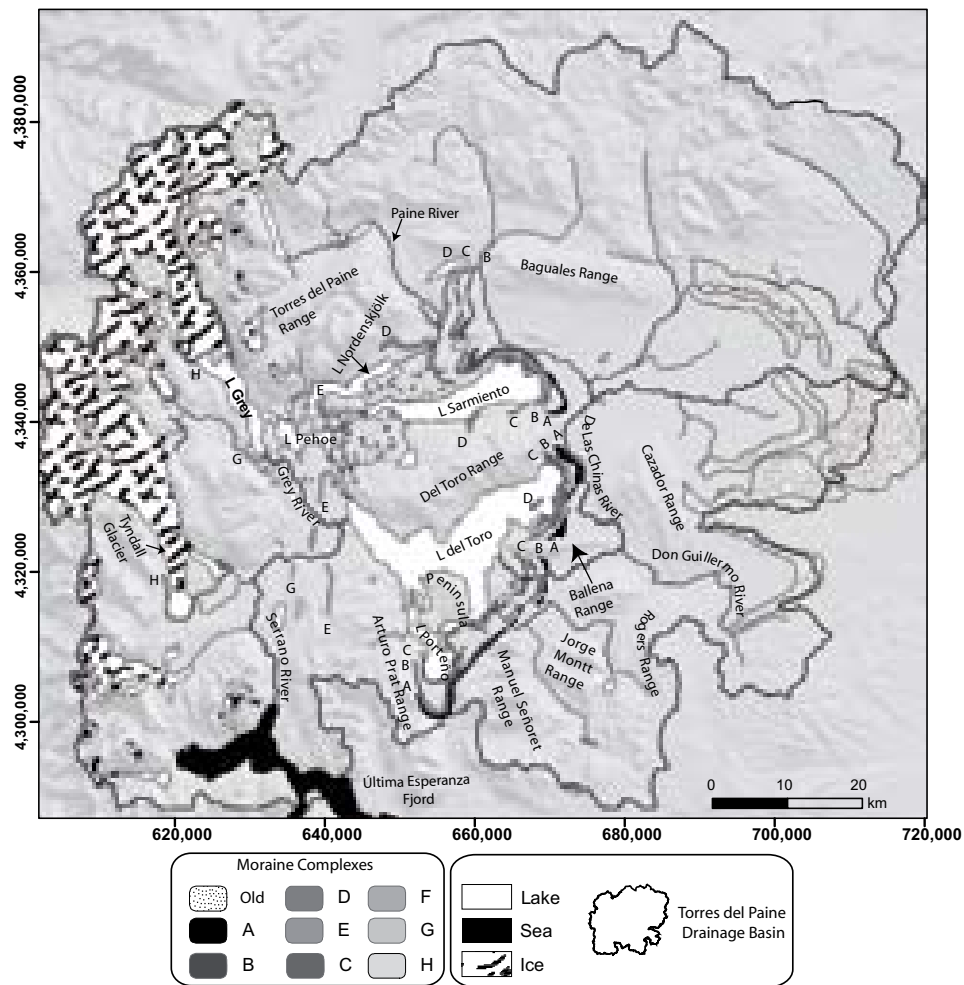 4,380,000
Paine River
D C B
4,360,000
Baguales Range
Torres del Paine
Range
L Nordenskjölk
D
H
L Grey
E
L Sarmiento
4,340,000
C B A
L Pehoe
D
C B A
De Las Chinas River
G
Del Toro Range
Cazador Range
Grey River
E
D
Tyndall
Glacier
L del Toro
C B A
Don Guillermo River
4,320,000
H
Ballena
Range
G
Peninsula
E
Serrano River
Arturo Prat Range
C
B
A
L Porteño
Manuel Señoret
Range
Jorge
Montt
Range
Rogers Range
4,300,000
Última Esperanza
Fjord
0 10 20
km
620,000 640,000 660,000 680,000 700,000 720,000
Moraine Complexes
Old D F
A E G
B C H
Lake
Sea
Ice
Torres del Paine
Drainage Basin